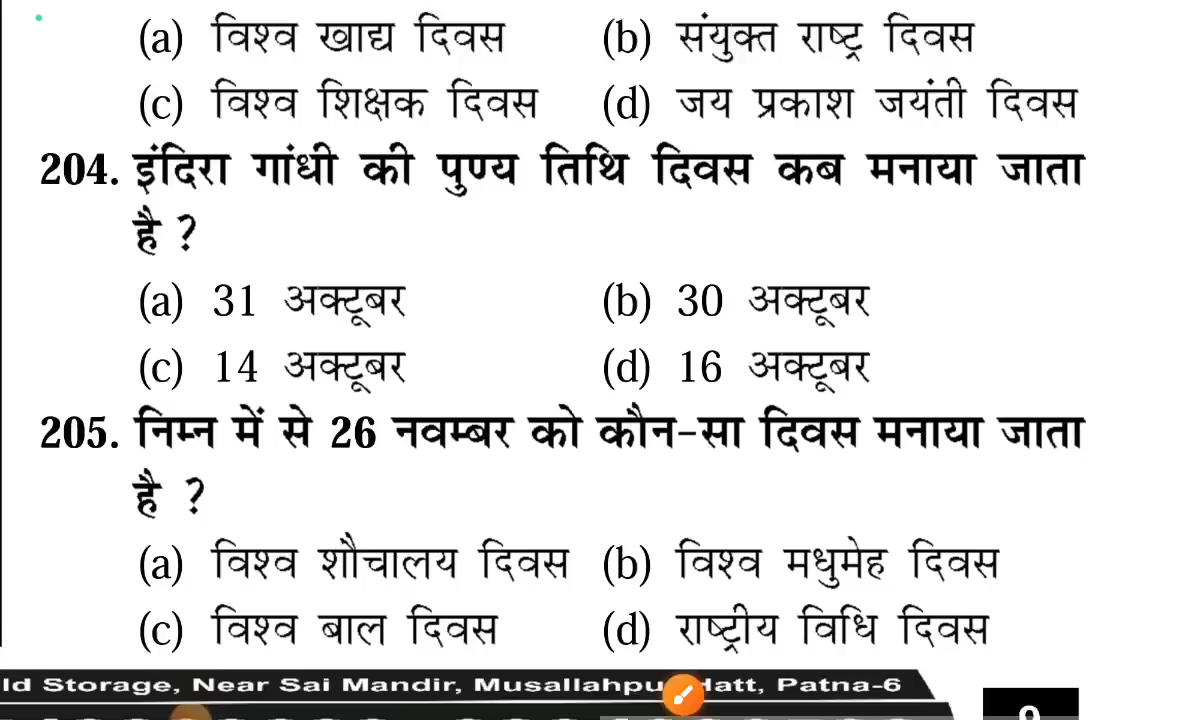 (a) विश्व खाद्य दिवस (b) संयुक्त राष्ट्र दिवस
(c) विश्व शिक्षक दिवस (d) जय प्रकाश जयंती दिवस
204. इंदिरा गांधी की पुण्य तिथि दिवस कब मनाया जाता
है ?
(a) 31 अक्टूबर (b) 30 अक्टूबर
(c) 14 अक्टूबर (d) 16 अक्टूबर
205. निम्न में से 26 नवम्बर को कौन-सा दिवस मनाया जाता
है ?
(a) विश्व शौचालय दिवस (b) विश्व मधुमेह दिवस
(c) विश्व बाल दिवस (d) राष्ट्रीय विधि दिवस
ld Storage, Near Sai Mandir, Musallahpu Hatt, Patna-6